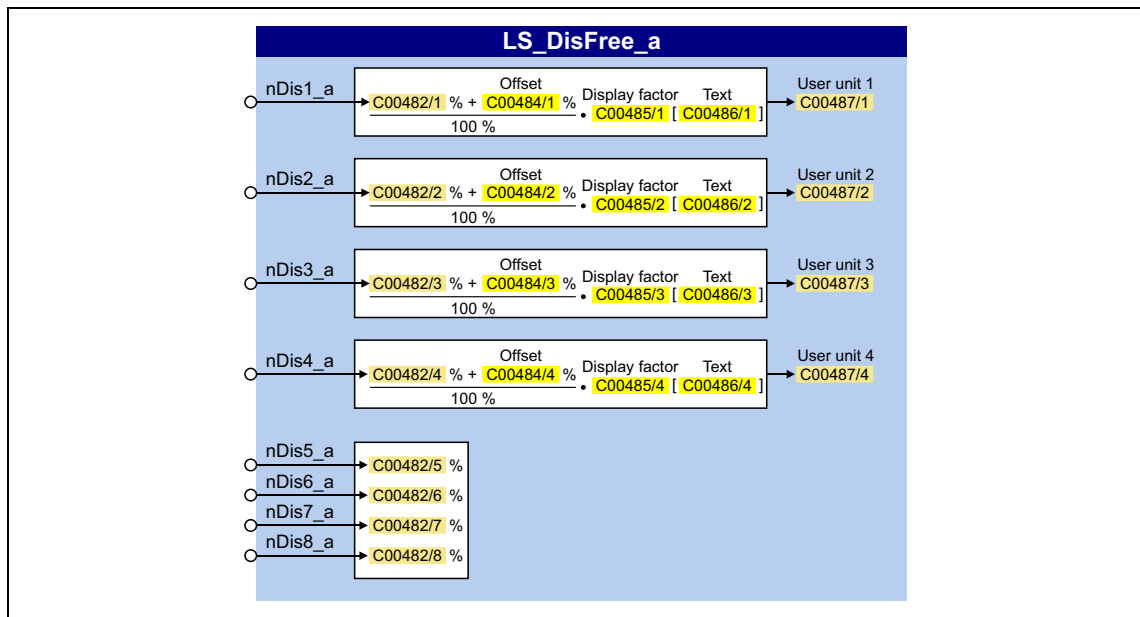 LS_DisFree_a
nDis1_a
Offset
C00482/1 % + C00484/1 %
100 %
Display factor Text
• C00485/1 [ C00486/1 ]
User unit 1
C00487/1
nDis2_a
Offset
C00482/2 % + C00484/2 %
100 %
Display factor Text
• C00485/2 [ C00486/2 ]
User unit 2
C00487/2
nDis3_a
Offset
C00482/3 % + C00484/3 %
100 %
Display factor Text
• C00485/3 [ C00486/3 ]
User unit 3
C00487/3
nDis4_a
Offset
C00482/4 % + C00484/4 %
100 %
Display factor Text
• C00485/4 [ C00486/4 ]
User unit 4
C00487/4
nDis5_a
C00482/5 %
nDis6_a
C00482/6 %
nDis7_a
C00482/7 %
nDis8_a
C00482/8 %